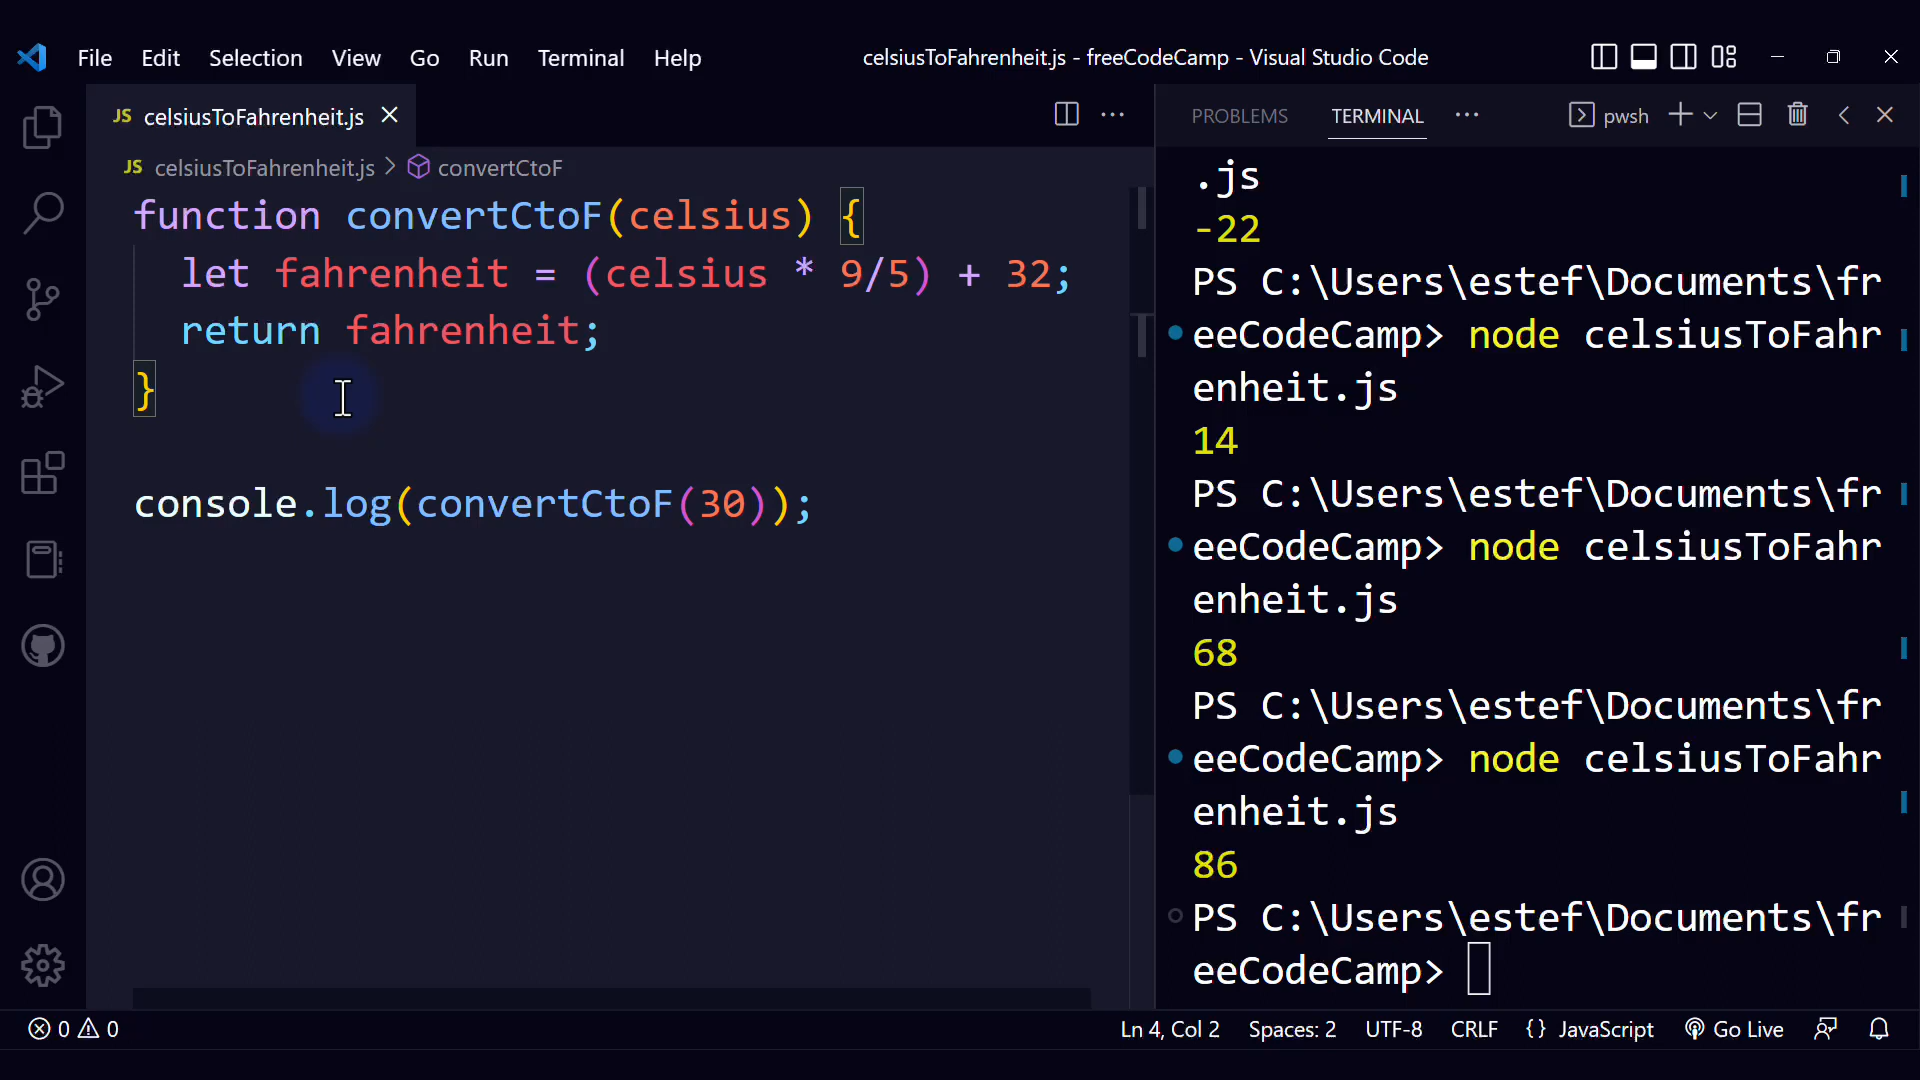 File Edit Selection View Go Run Terminal Help celsiusToFahrenheit.js - freeCodeCamp - Visual Studio Code
JS celsiusToFahrenheit.js
JS celsiusToFahrenheit.js > convertCtoF
function convertCtoF(celsius) {
  let fahrenheit = (celsius * 9/5) + 32;
  return fahrenheit;
}
console.log(convertCtoF(30));
PROBLEMS TERMINAL ... pwsh
.js
-22
PS C:\Users\estef\Documents\fr
eeCodeCamp> node celsiusToFahr
enheit.js
14
PS C:\Users\estef\Documents\fr
eeCodeCamp> node celsiusToFahr
enheit.js
68
PS C:\Users\estef\Documents\fr
eeCodeCamp> node celsiusToFahr
enheit.js
86
PS C:\Users\estef\Documents\fr
eeCodeCamp>
0 0 Ln 4, Col 2 Spaces: 2 UTF-8 CRLF {} JavaScript Go Live